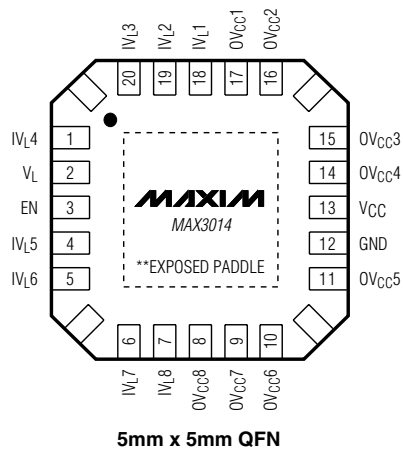 IVL3 IVL2 IVL1 OVCC1 OVCC2
20 19 18 17 16
IVL4 1 15 OVCC3
VL 2 14 OVCC4
EN 3 13 VCC
IVL5 4 12 GND
IVL6 5 11 OVCC5
MAXIM
MAX3014
**EXPOSED PADDLE
6 7 8 9 10
IVL7 IVL8 OVCC8 OVCC7 OVCC6
5mm x 5mm QFN